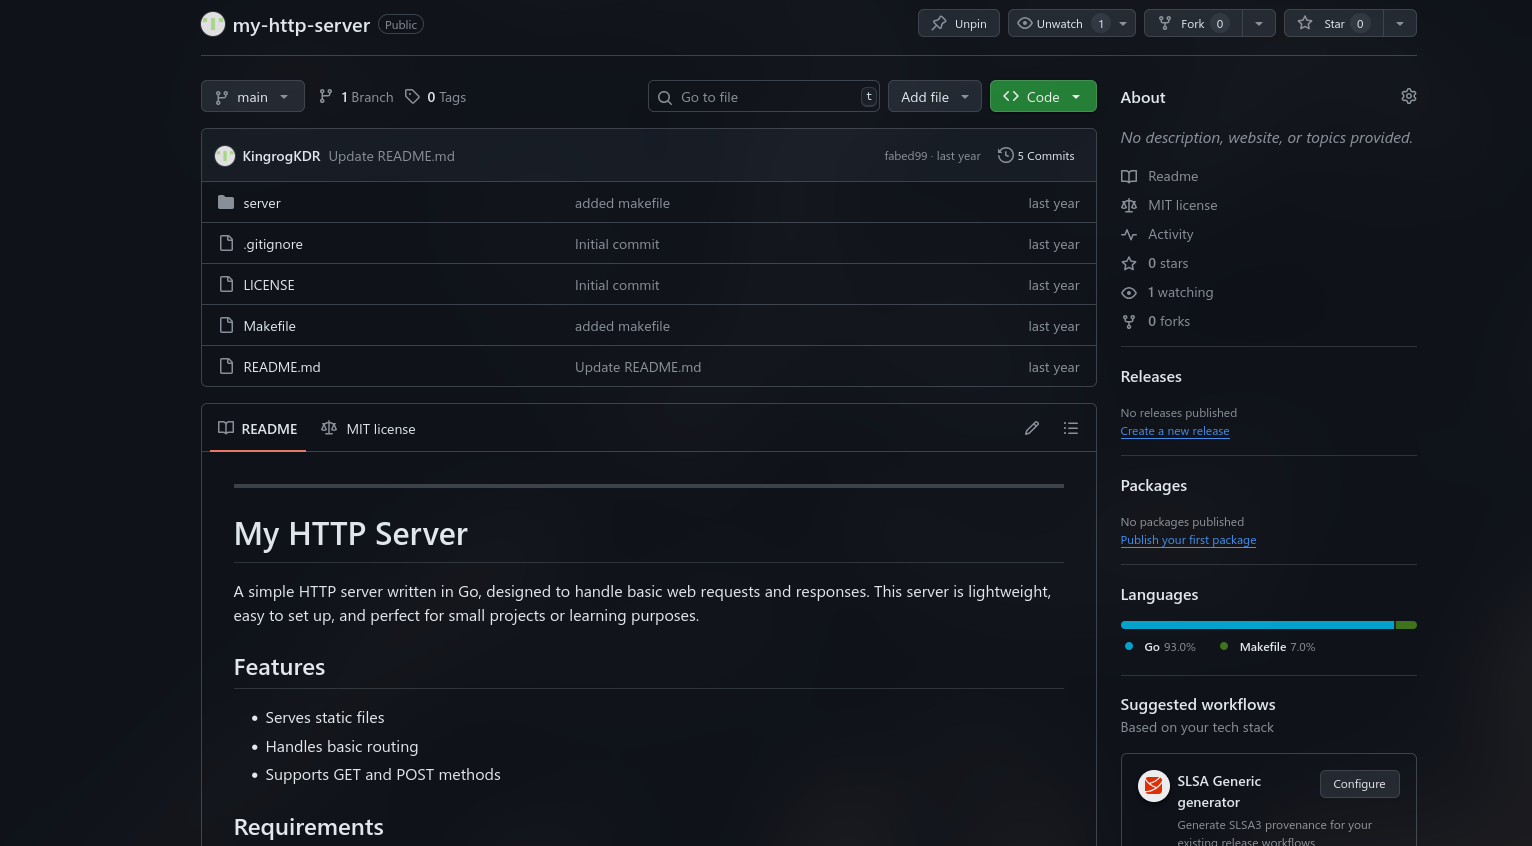 my-http-server Public Unpin Unwatch 1 Fork 0 Star 0
main 1 Branch 0 Tags Go to file t Add file Code
KingrogKDR Update README.md fabed99 · last year 5 Commits
server added makefile last year
.gitignore Initial commit last year
LICENSE Initial commit last year
Makefile added makefile last year
README.md Update README.md last year
README MIT license
My HTTP Server
A simple HTTP server written in Go, designed to handle basic web requests and responses. This server is lightweight,
easy to set up, and perfect for small projects or learning purposes.
Features
• Serves static files
• Handles basic routing
• Supports GET and POST methods
Requirements
About
No description, website, or topics provided.
Readme
MIT license
Activity
0 stars
1 watching
0 forks
Releases
No releases published
Create a new release
Packages
No packages published
Publish your first package
Languages
Go 93.0% Makefile 7.0%
Suggested workflows
Based on your tech stack
SLSA Generic
generator
Configure
Generate SLSA3 provenance for your
existing release workflows